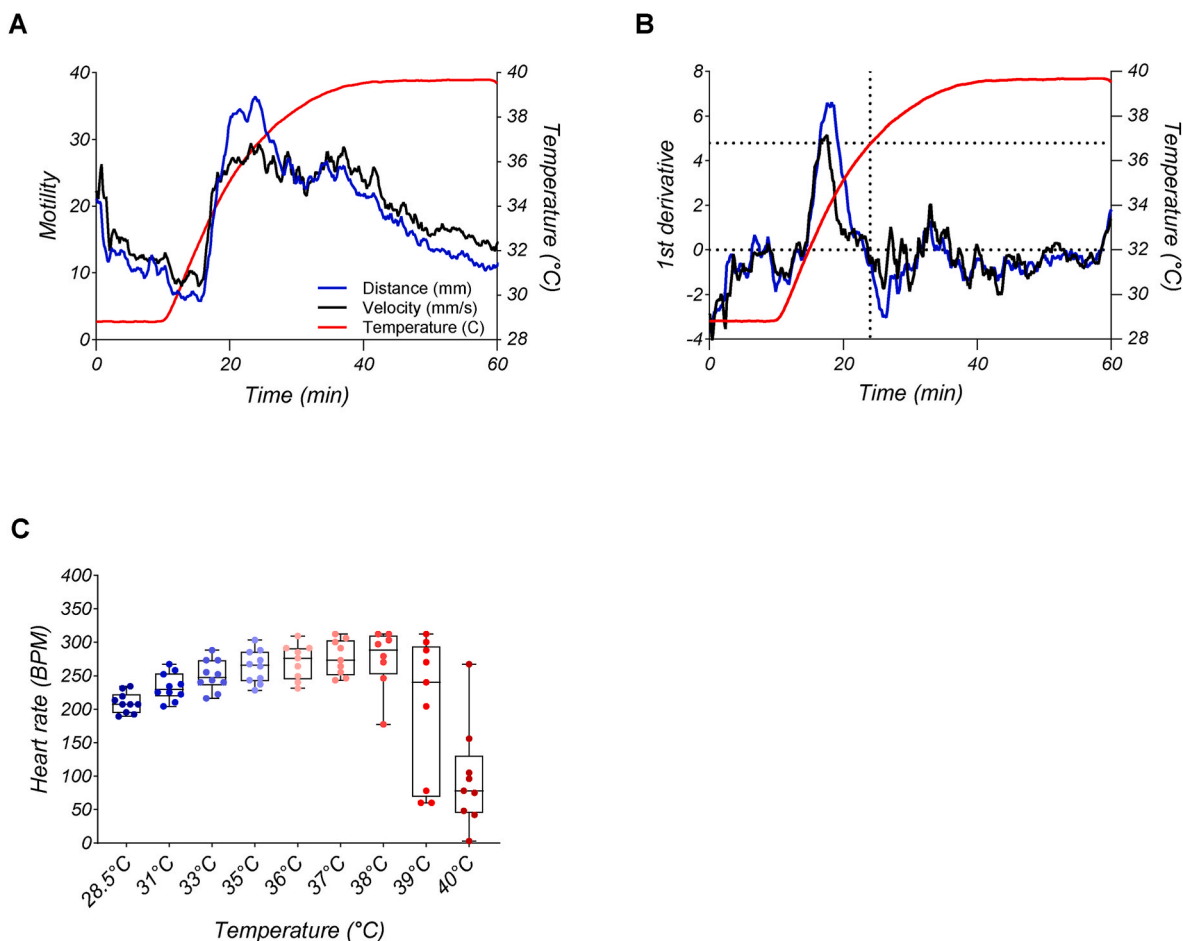 A
40
30
20
10
0
Motility
40
38
36
34
32
30
28
Temperature (°C)
Distance (mm)
Velocity (mm/s)
Temperature (C)
0
20
40
60
Time (min)
B
8
6
4
2
0
-2
-4
1st derivative
40
38
36
34
32
30
28
Temperature (°C)
0
20
40
60
Time (min)
C
400
350
300
250
200
150
100
50
0
Heart rate (BPM)
28.5°C
31°C
33°C
35°C
36°C
37°C
38°C
39°C
40°C
Temperature (°C)